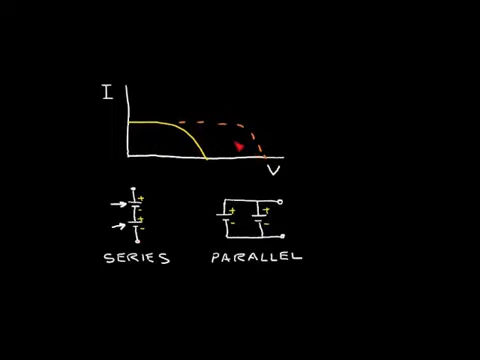 I
V
+
-
+
-
+
-
+
-
SERIES
PARALLEL